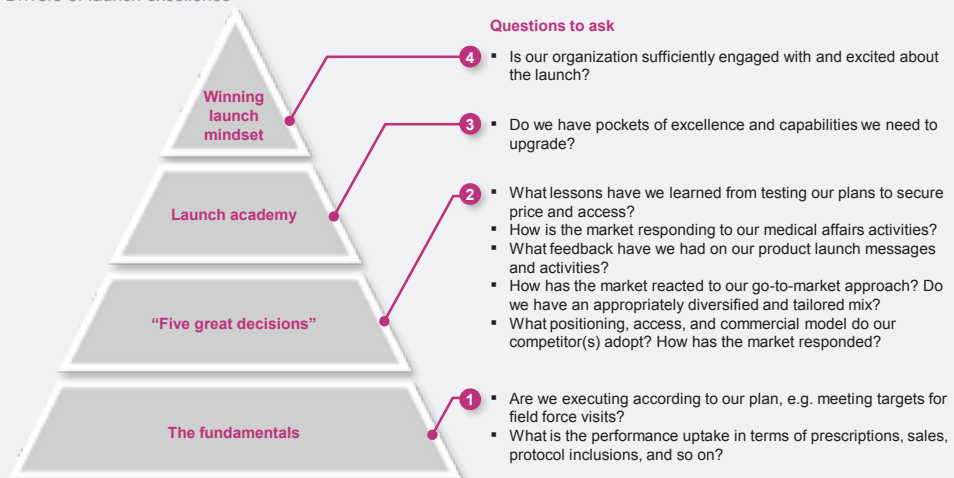 Drivers of launch excellence
Questions to ask
4
▪ Is our organization sufficiently engaged with and excited about
the launch?
Winning
launch
mindset
3
▪ Do we have pockets of excellence and capabilities we need to
upgrade?
Launch academy
2
▪ What lessons have we learned from testing our plans to secure
price and access?
▪ How is the market responding to our medical affairs activities?
▪ What feedback have we had on our product launch messages
and activities?
▪ How has the market reacted to our go-to-market approach? Do
we have an appropriately diversified and tailored mix?
▪ What positioning, access, and commercial model do our
competitor(s) adopt? How has the market responded?
“Five great decisions”
1
▪ Are we executing according to our plan, e.g. meeting targets for
field force visits?
▪ What is the performance uptake in terms of prescriptions, sales,
protocol inclusions, and so on?
The fundamentals